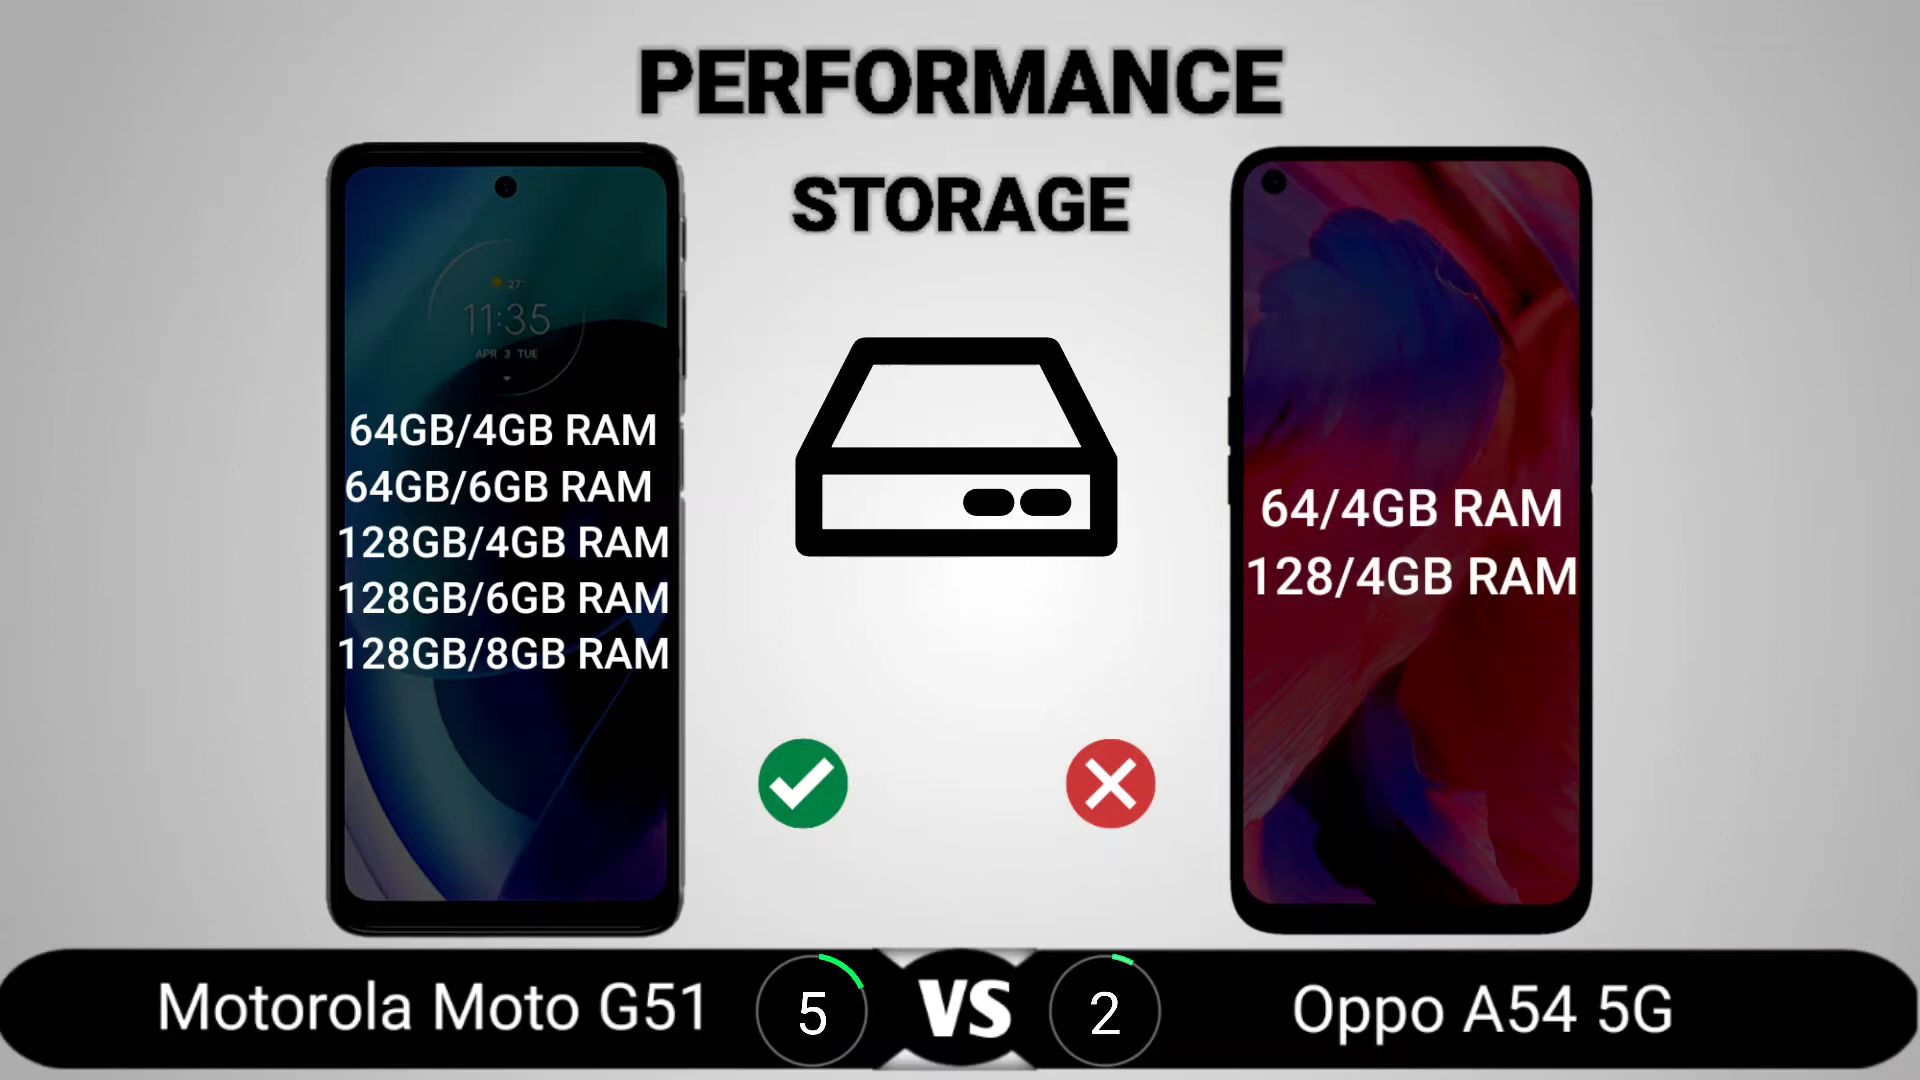 PERFORMANCE
STORAGE
27°
11:35
APR 3 TUE
64GB/4GB RAM
64GB/6GB RAM
128GB/4GB RAM
128GB/6GB RAM
128GB/8GB RAM
64/4GB RAM
128/4GB RAM
Motorola Moto G51
5
VS
2
Oppo A54 5G